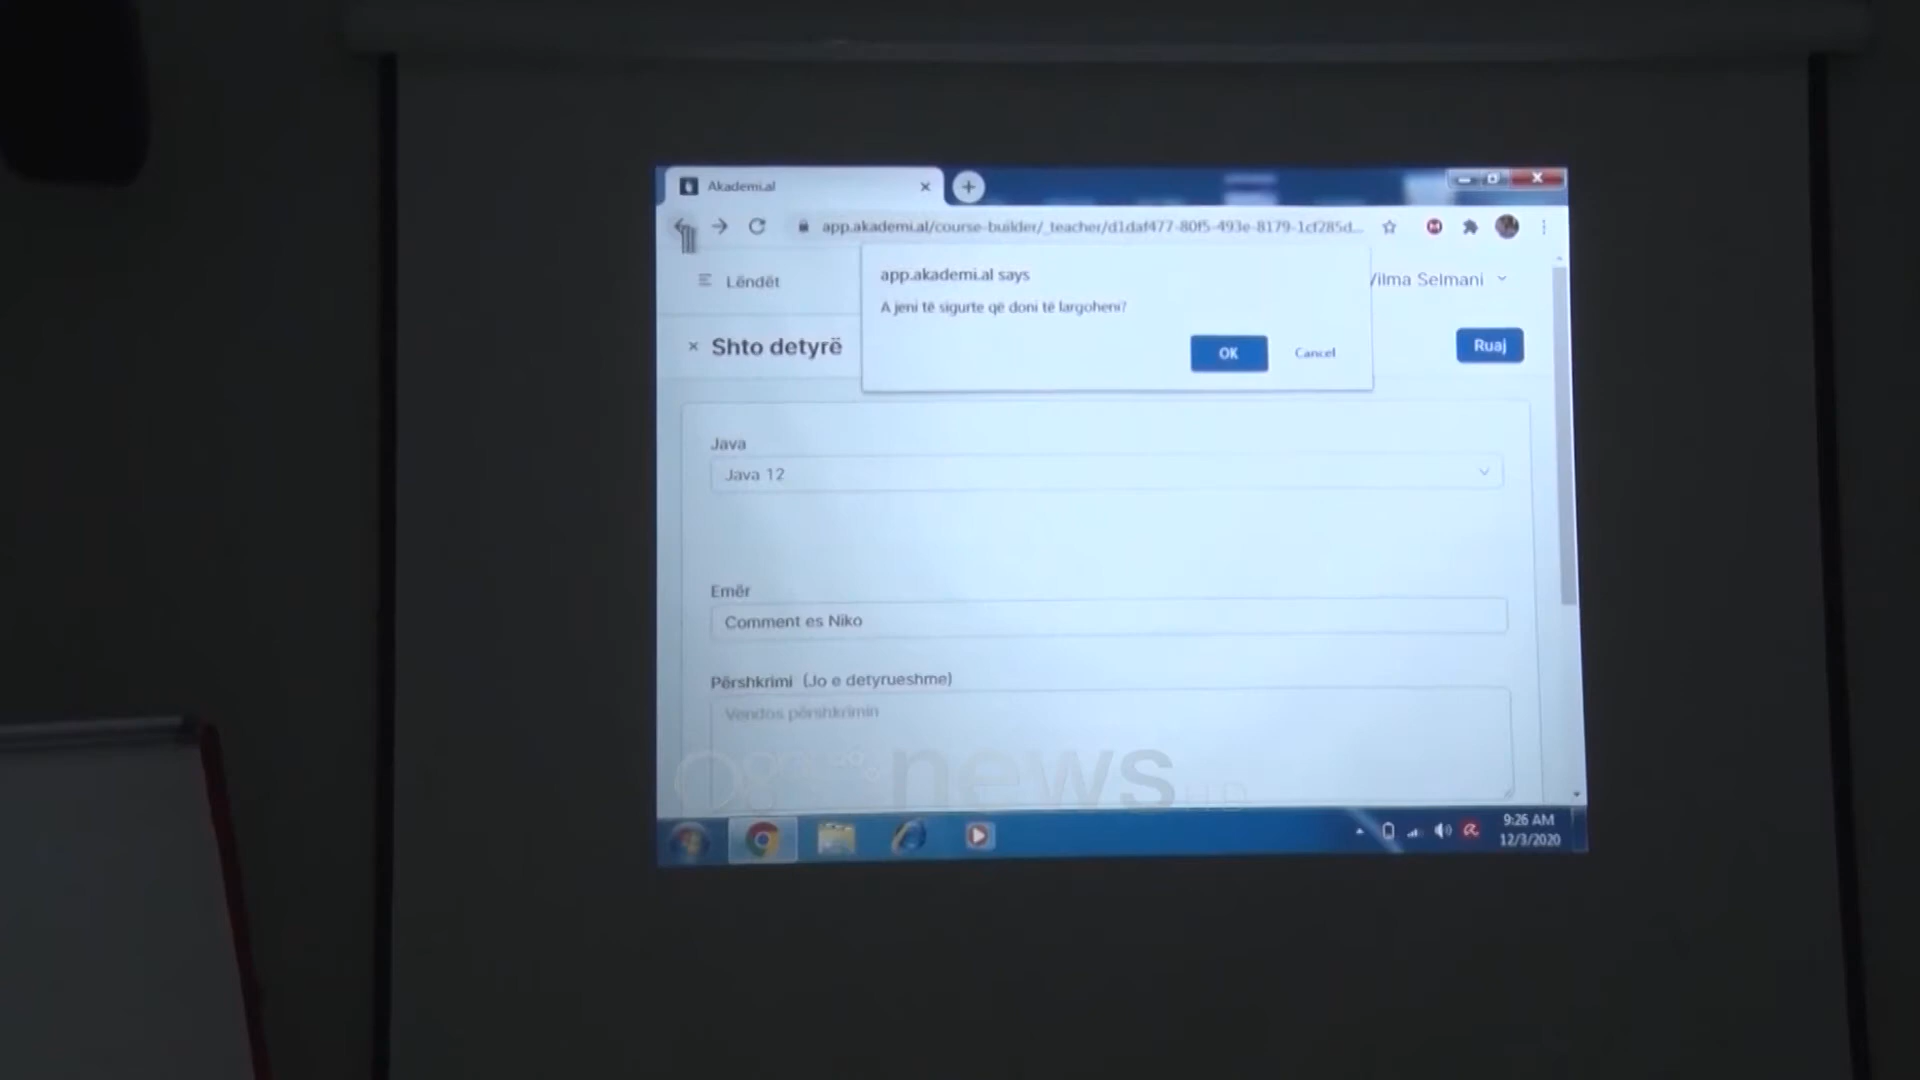 Akademi.al
app.akademi.al/course-builder/_teacher/d1daf477-80f5-493e-8179-1cf285d...
Lëndët
Vilma Selmani
app.akademi.al says
A jeni të sigurte që doni të largoheni?
OK
Cancel
Shto detyrë
Ruaj
Java
Java 12
Emër
Comment es Niko
Përshkrimi (Jo e detyrueshme)
Vendos përshkrimin
news HD
9:26 AM
12/3/2020